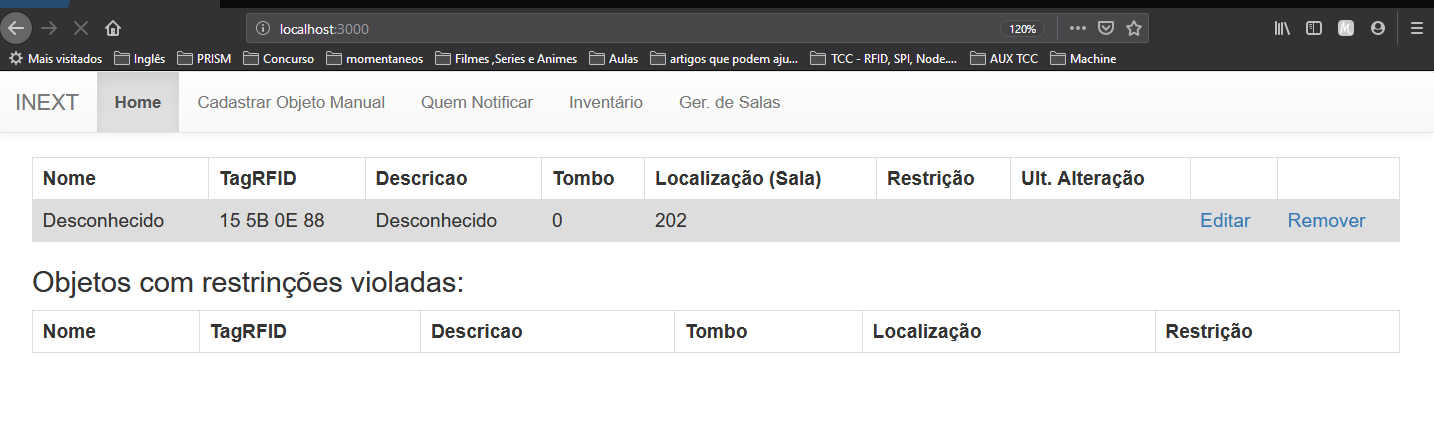 localhost:3000 120%
Mais visitados Inglês PRISM Concurso momentaneos Filmes ,Series e Animes Aulas artigos que podem aju... TCC - RFID, SPI, Node.... AUX TCC Machine
INEXT Home Cadastrar Objeto Manual Quem Notificar Inventário Ger. de Salas
Nome TagRFID Descricao Tombo Localização (Sala) Restrição Ult. Alteração
Desconhecido 15 5B 0E 88 Desconhecido 0 202 Editar Remover
Objetos com restrinções violadas:
Nome TagRFID Descricao Tombo Localização Restrição